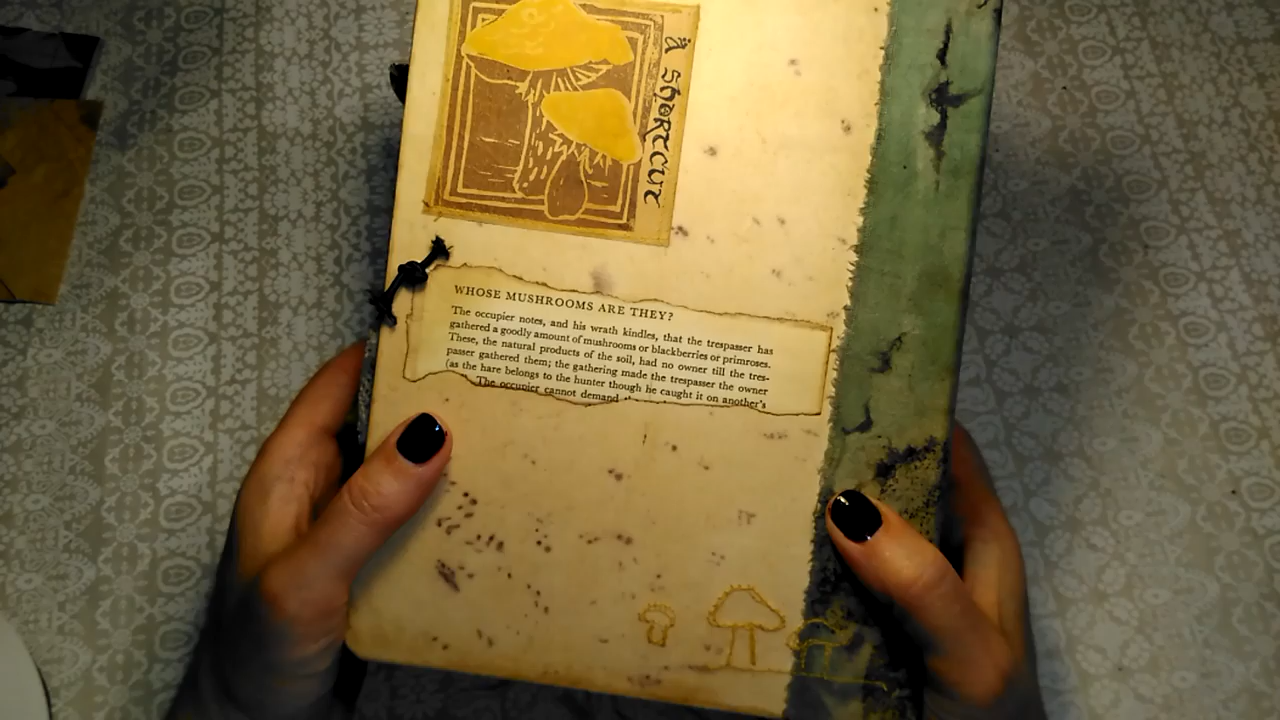 a shortcut
WHOSE MUSHROOMS ARE THEY?
The occupier notes, and his wrath kindles, that the trespasser has
gathered a goodly amount of mushrooms or blackberries or primroses.
These, the natural products of the soil, had no owner till the tres-
passer gathered them; the gathering made the trespasser the owner
(as the hare belongs to the hunter though he caught it on another's
The occupier cannot demand